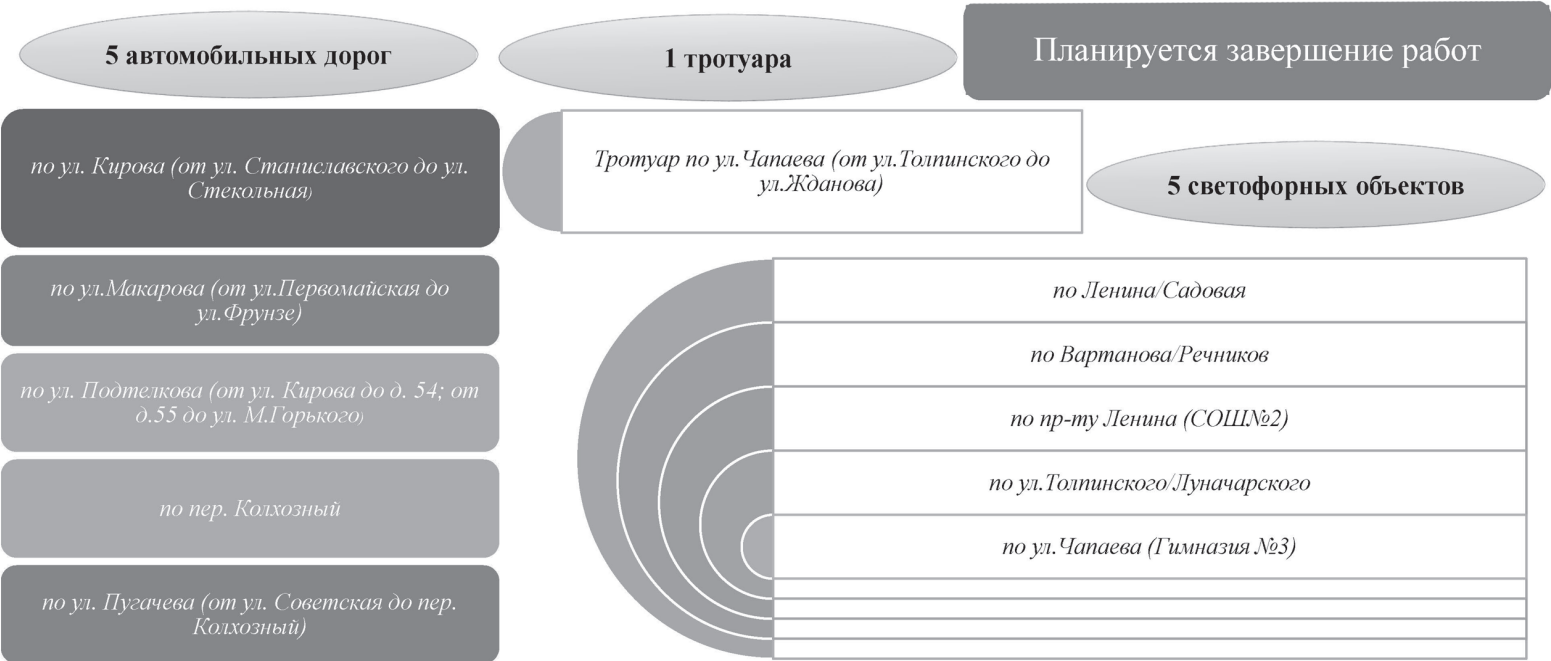 5 автомобильных дорог
1 тротуара
Планируется завершение работ
по ул. Кирова (от ул. Станиславского до ул.
Стекольная)
Тротуар по ул.Чапаева (от ул.Толпинского до
ул.Жданова)
5 светофорных объектов
по ул.Макарова (от ул.Первомайская до
ул.Фрунзе)
по ул. Подтелкова (от ул. Кирова до д. 54; от
д.55 до ул. М.Горького)
по пер. Колхозный
по ул. Пугачева (от ул. Советская до пер.
Колхозный)
по Ленина/Садовая
по Вартанова/Речников
по пр-ту Ленина (СОШ№2)
по ул.Толпинского/Луначарского
по ул.Чапаева (Гимназия №3)